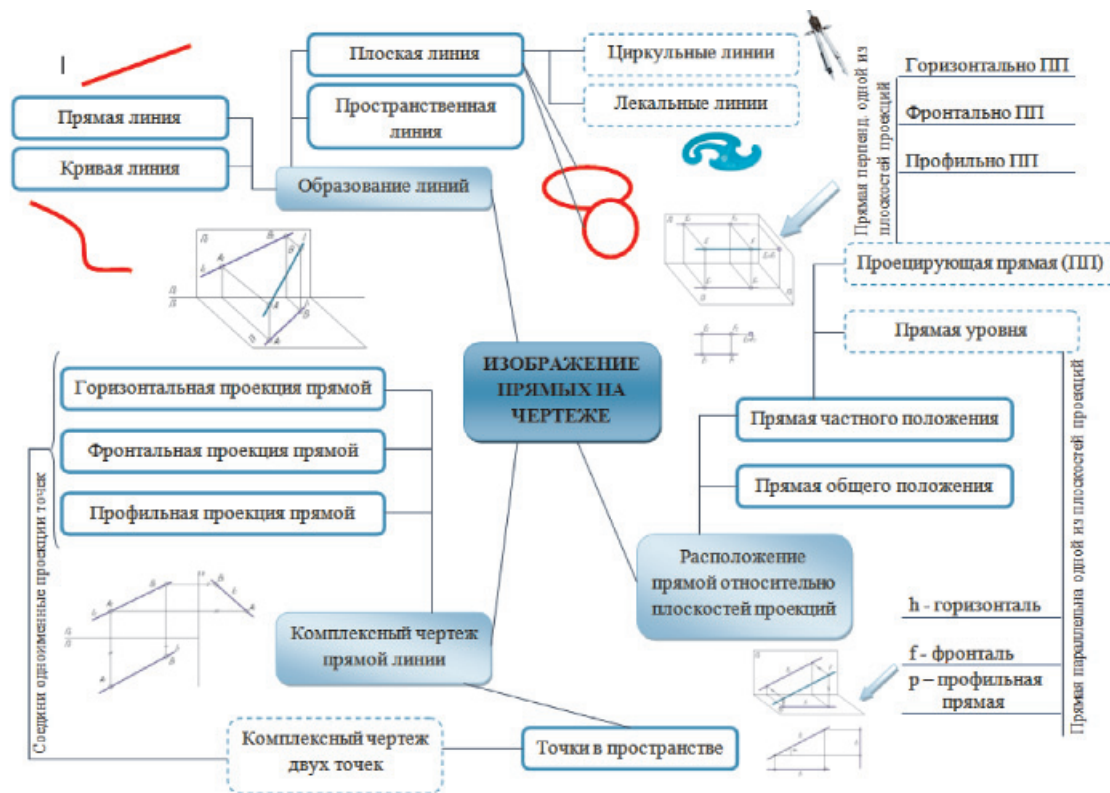 Плоская линия
Циркульные линии
Лекальные линии
Пространственная
линия
Прямая линия
Кривая линия
Образование линий
Прямая перпенд. одной из
плоскостей проекций
Горизонтально ПП
Фронтально ПП
Профильно ПП
Проецирующая прямая (ПП)
Прямая уровня
ИЗОБРАЖЕНИЕ
ПРЯМЫХ НА
ЧЕРТЕЖЕ
Горизонтальная проекция прямой
Фронтальная проекция прямой
Профильная проекция прямой
Соедини одноименные проекции точек
Прямая частного положения
Прямая общего положения
Расположение
прямой относительно
плоскостей проекций
Прямая параллельна одной из плоскостей проекций
h - горизонталь
f - фронталь
p – профильная
прямая
Комплексный чертеж
прямой линии
Комплексный чертеж
двух точек
Точки в пространстве